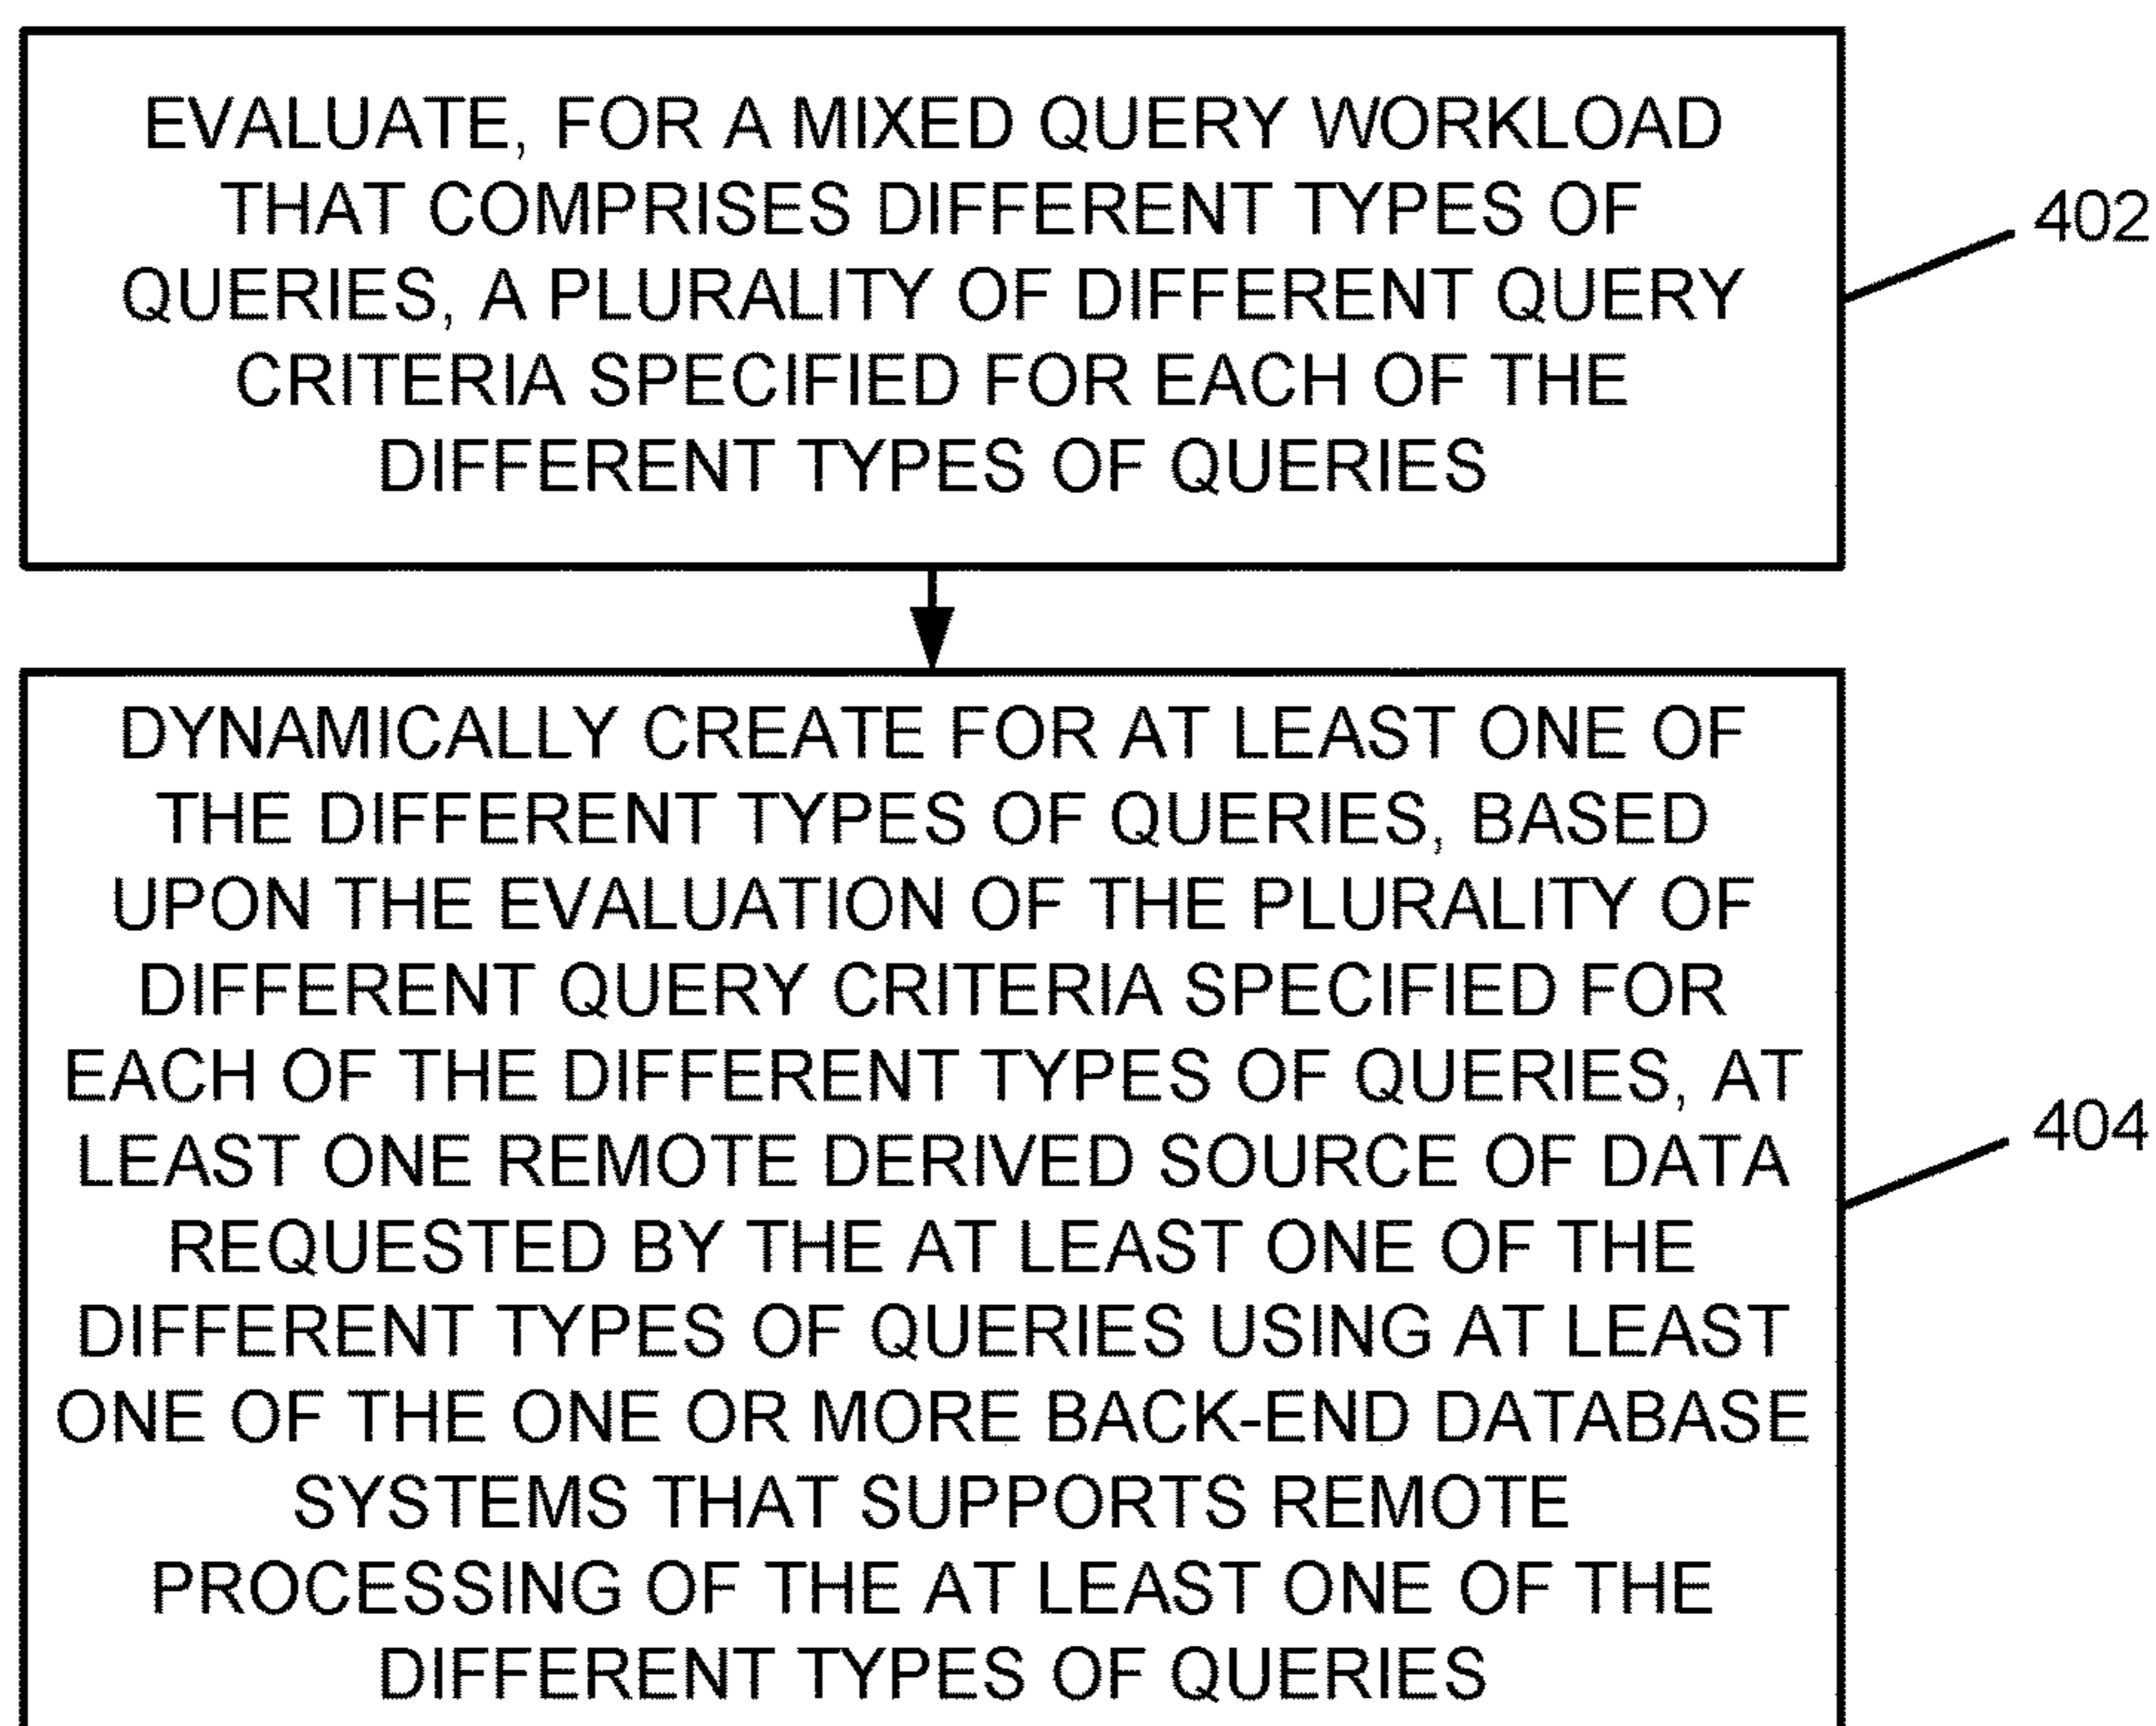 EVALUATE, FOR A MIXED QUERY WORKLOAD
THAT COMPRISES DIFFERENT TYPES OF
QUERIES, A PLURALITY OF DIFFERENT QUERY
CRITERIA SPECIFIED FOR EACH OF THE
DIFFERENT TYPES OF QUERIES
402
DYNAMICALLY CREATE FOR AT LEAST ONE OF
THE DIFFERENT TYPES OF QUERIES, BASED
UPON THE EVALUATION OF THE PLURALITY OF
DIFFERENT QUERY CRITERIA SPECIFIED FOR
EACH OF THE DIFFERENT TYPES OF QUERIES, AT
LEAST ONE REMOTE DERIVED SOURCE OF DATA
REQUESTED BY THE AT LEAST ONE OF THE
DIFFERENT TYPES OF QUERIES USING AT LEAST
ONE OF THE ONE OR MORE BACK-END DATABASE
SYSTEMS THAT SUPPORTS REMOTE
PROCESSING OF THE AT LEAST ONE OF THE
DIFFERENT TYPES OF QUERIES
404